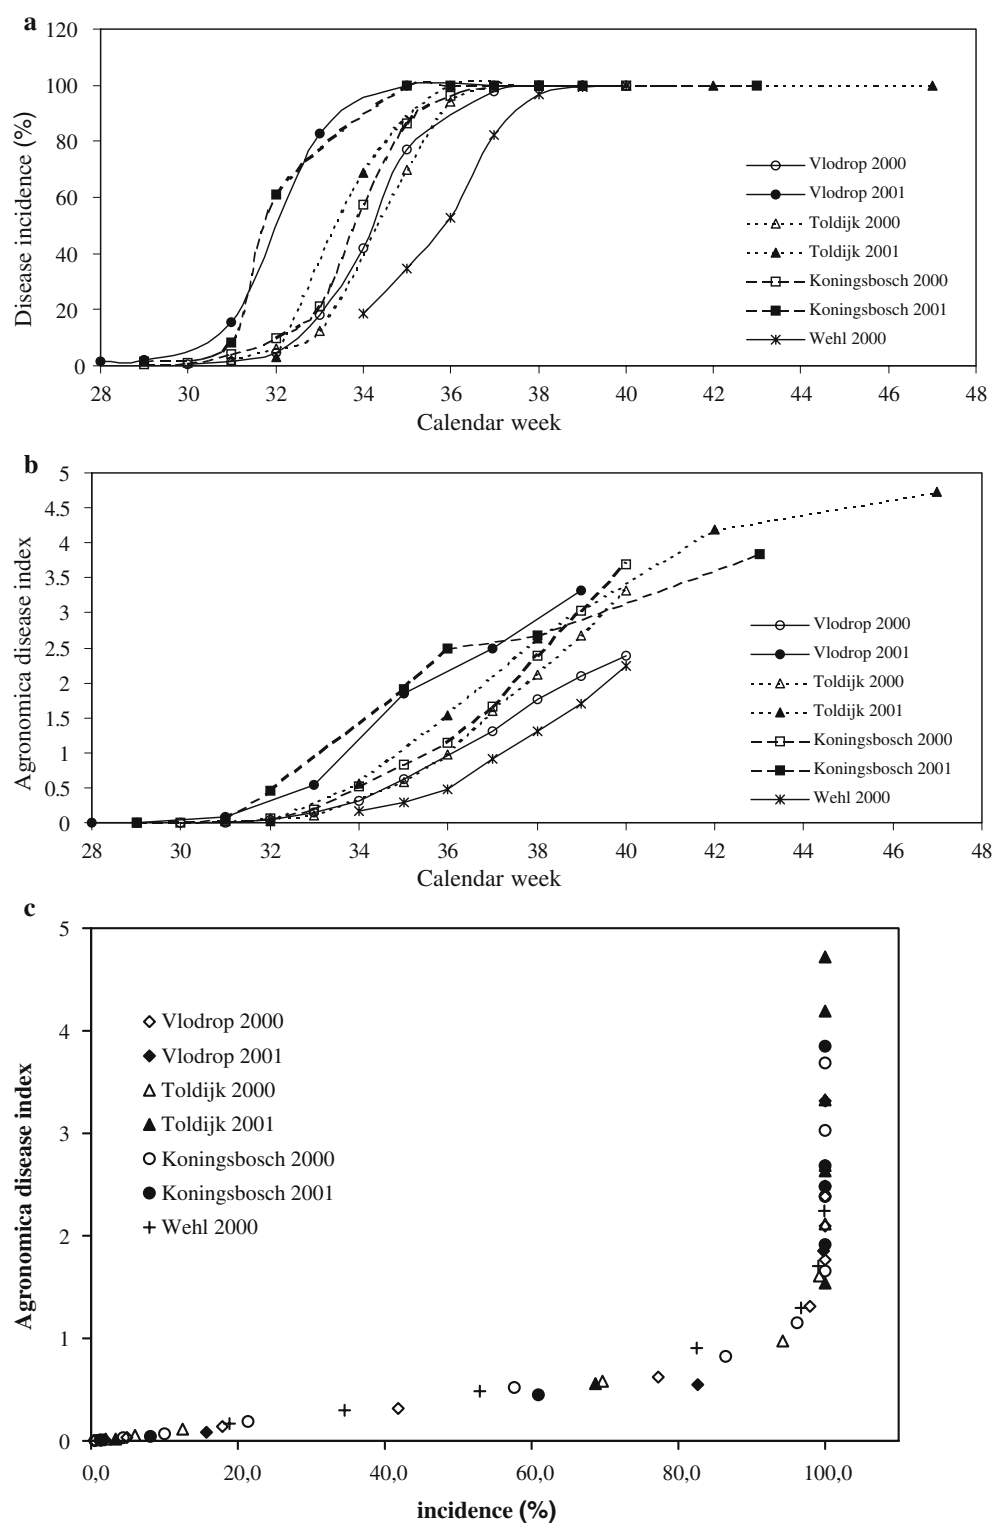 a
120
100
80
60
40
20
0
Disease incidence (%)
28 30 32 34 36 38 40 42 44 46 48
Calendar week
Vlodrop 2000
Vlodrop 2001
Toldijk 2000
Toldijk 2001
Koningsbosch 2000
Koningsbosch 2001
Wehl 2000
b
5
4.5
4
3.5
3
2.5
2
1.5
1
0.5
0
Agronomica disease index
28 30 32 34 36 38 40 42 44 46 48
Calendar week
Vlodrop 2000
Vlodrop 2001
Toldijk 2000
Toldijk 2001
Koningsbosch 2000
Koningsbosch 2001
Wehl 2000
c
5
4
3
2
1
0
Agronomica disease index
Vlodrop 2000
Vlodrop 2001
Toldijk 2000
Toldijk 2001
Koningsbosch 2000
Koningsbosch 2001
Wehl 2000
0,0 20,0 40,0 60,0 80,0 100,0
incidence (%)